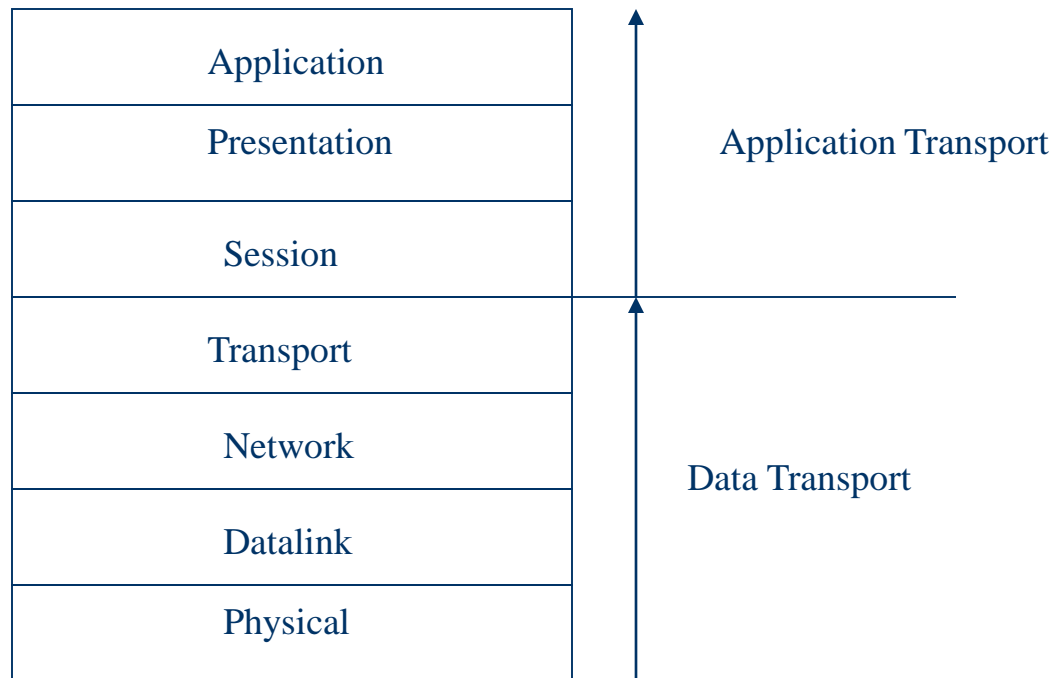 Application
Presentation
Application Transport
Session
Transport
Network
Data Transport
Datalink
Physical